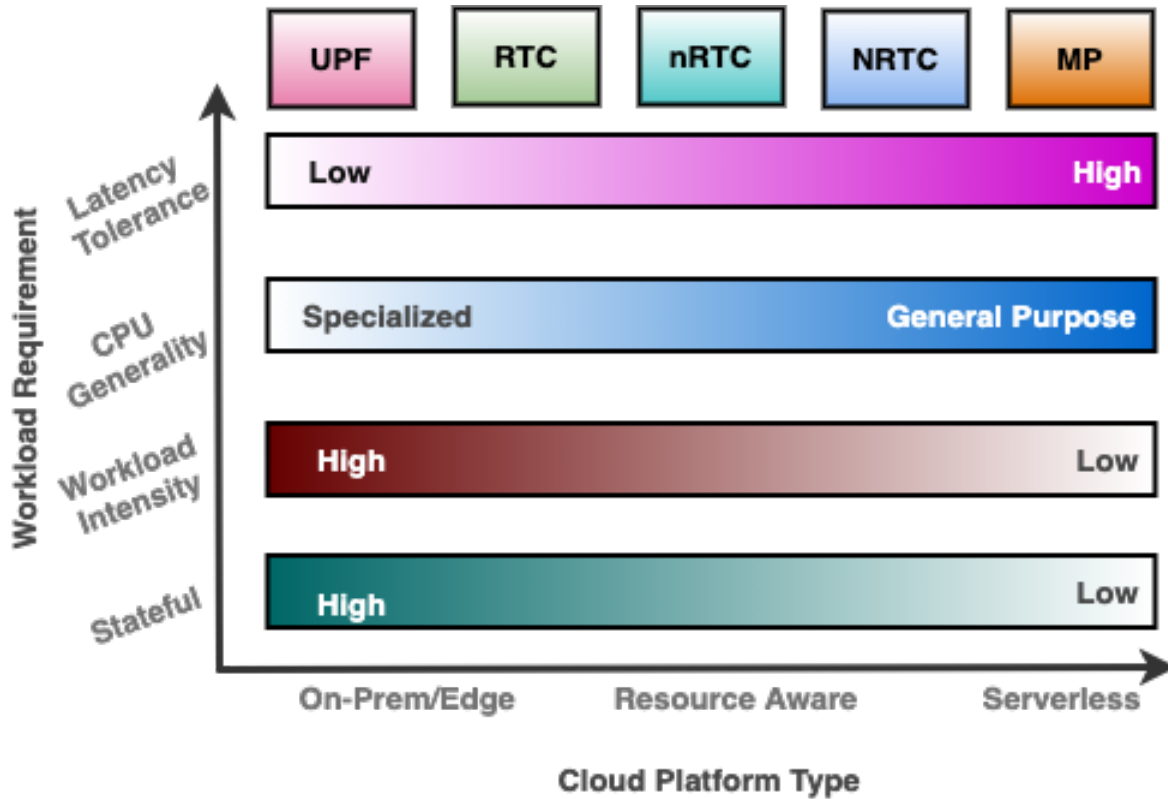 UPF RTC nRTC NRTC MP
Workload Requirement
Latency
Tolerance
Low High
CPU
Generality
Specialized General Purpose
Workload
Intensity
High Low
Stateful
High Low
On-Prem/Edge Resource Aware Serverless
Cloud Platform Type